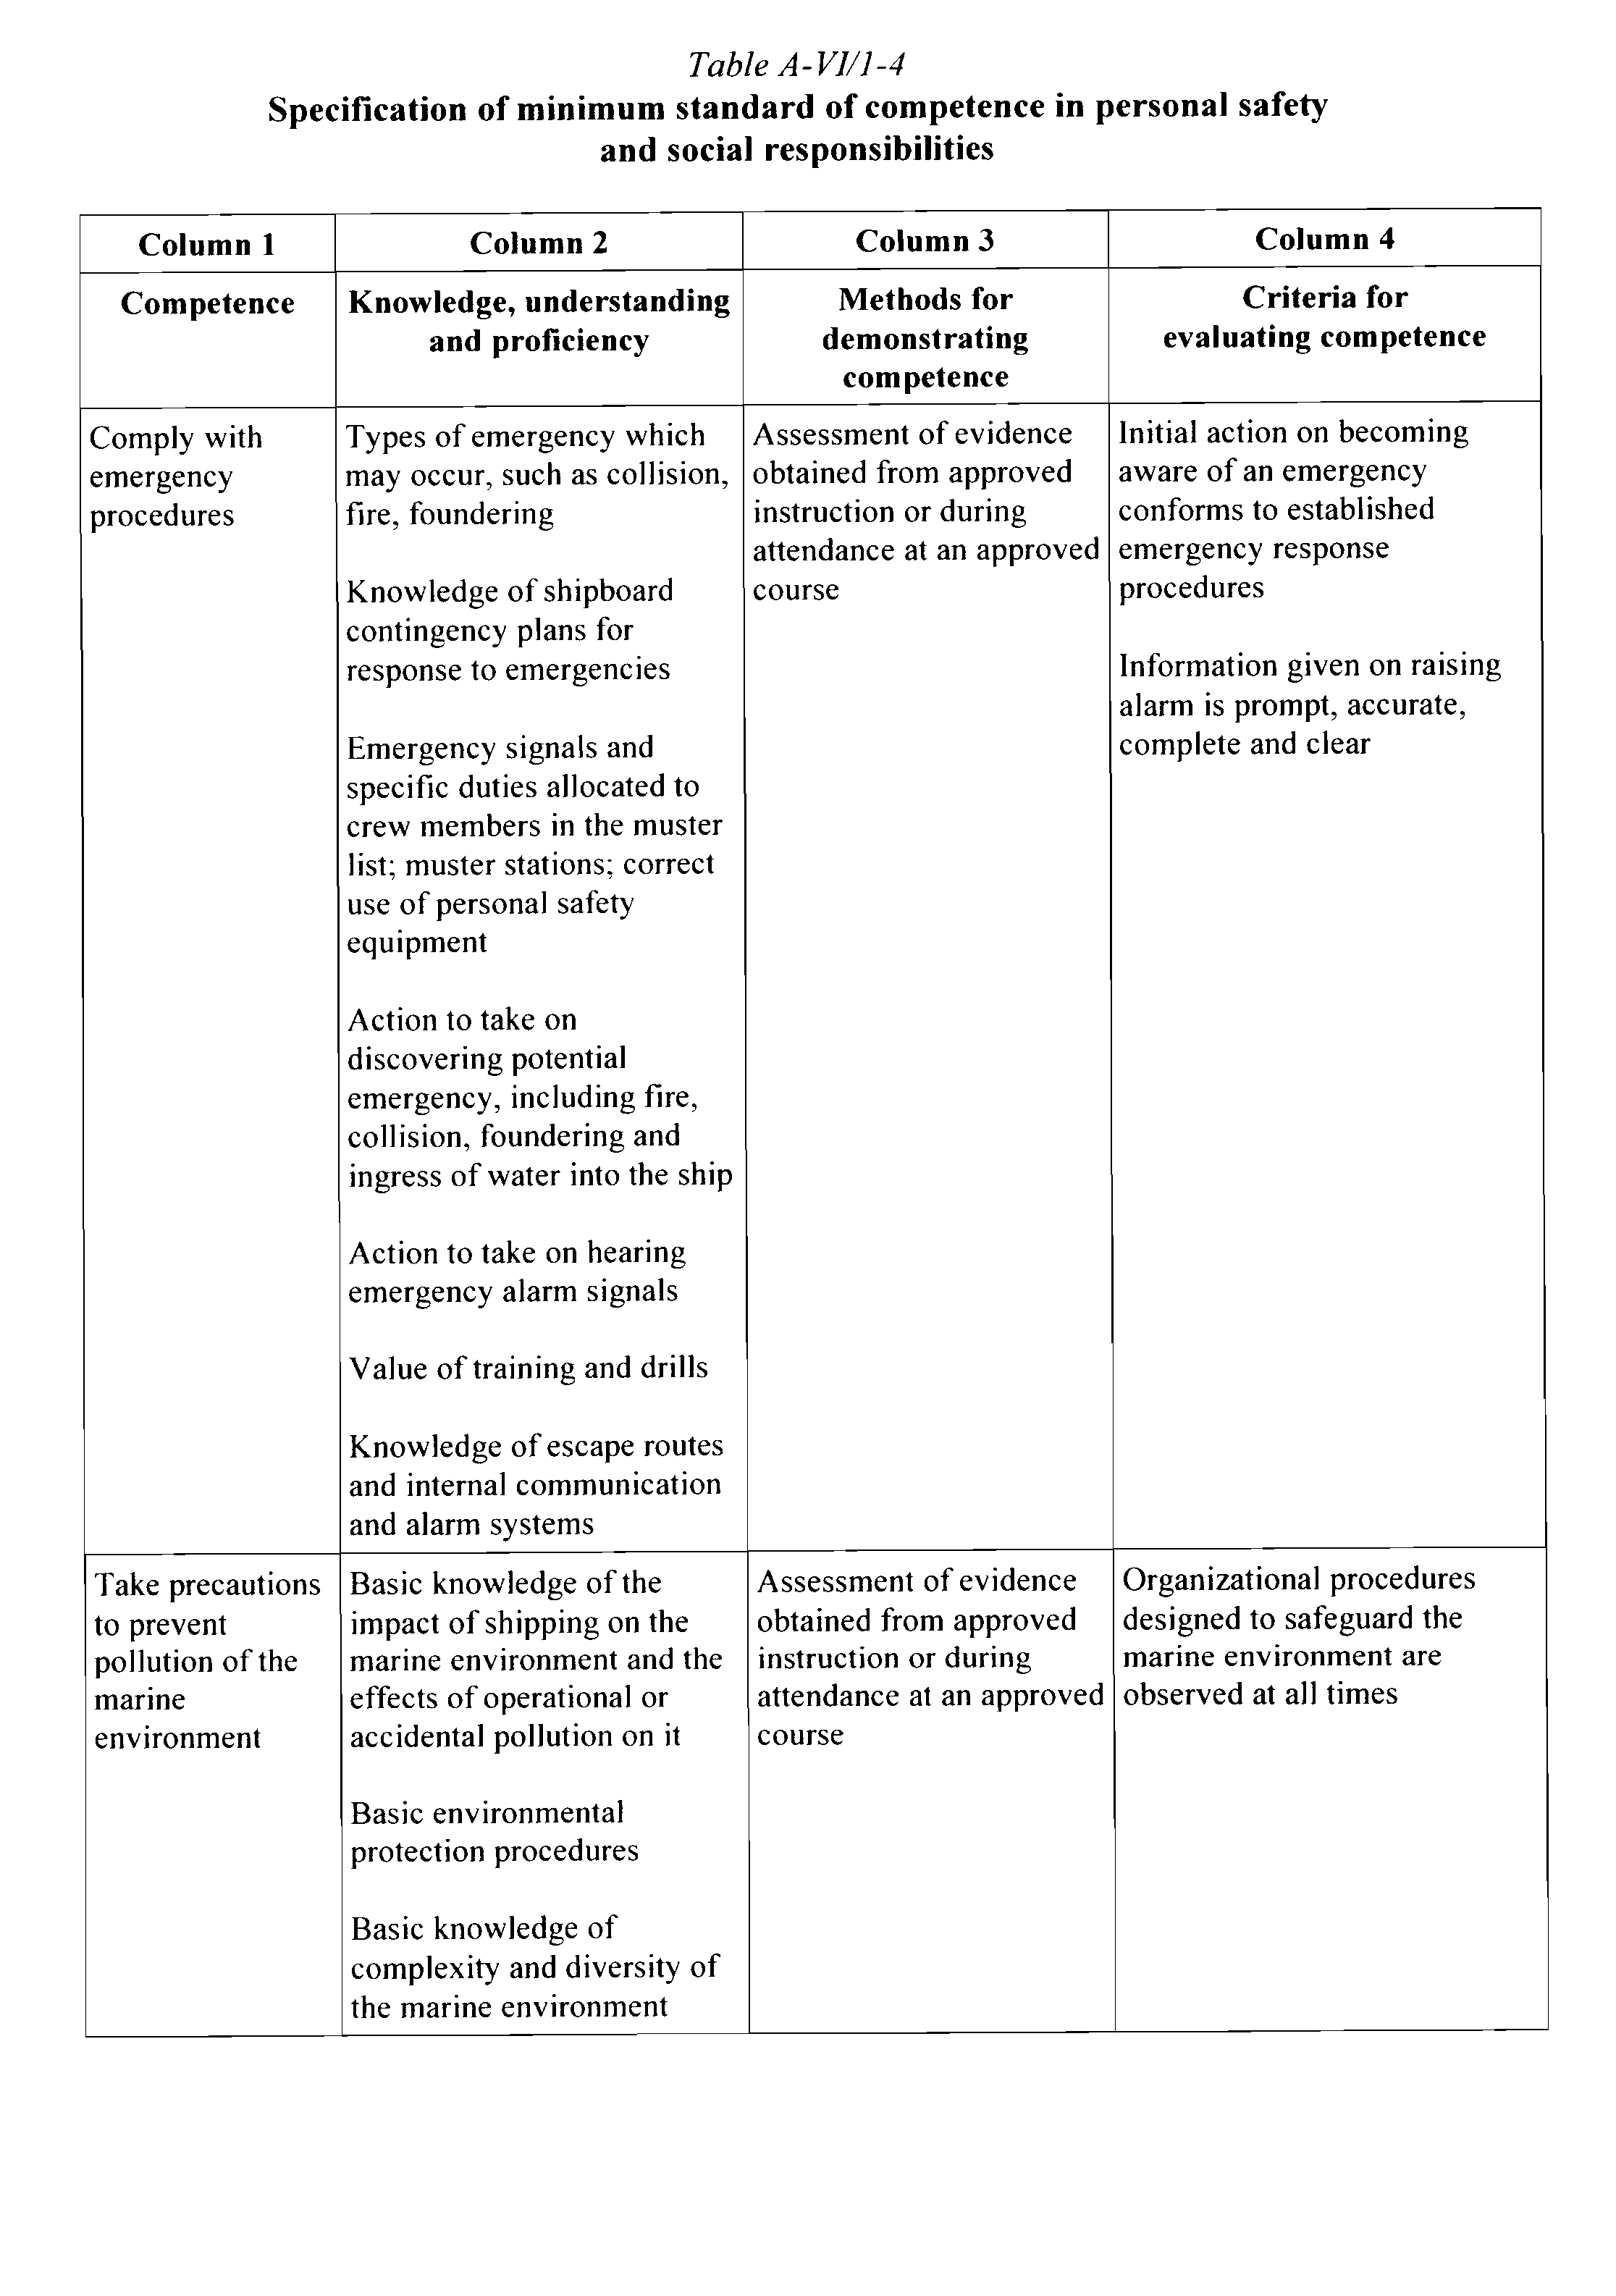 Table A-VI/1-4
Specification of minimum standard of competence in personal safety
and social responsibilities
Column 1
Column 2
Column 3
Column 4
Competence
Knowledge, understanding
and proficiency
Methods for
demonstrating
competence
Criteria for
evaluating competence
Comply with
emergency
procedures
Types of emergency which
may occur, such as collision,
fire, foundering
Knowledge of shipboard
contingency plans for
response to emergencies
Emergency signals and
specific duties allocated to
crew members in the muster
list; muster stations; correct
use of personal safety
equipment
Action to take on
discovering potential
emergency, including fire,
collision, foundering and
ingress of water into the ship
Action to take on hearing
emergency alarm signals
Value of training and drills
Knowledge of escape routes
and internal communication
and alarm systems
Assessment of evidence
obtained from approved
instruction or during
attendance at an approved
course
Initial action on becoming
aware of an emergency
conforms to established
emergency response
procedures
Information given on raising
alarm is prompt, accurate,
complete and clear
Take precautions
to prevent
pollution of the
marine
environment
Basic knowledge of the
impact of shipping on the
marine environment and the
effects of operational or
accidental pollution on it
Basic environmental
protection procedures
Basic knowledge of
complexity and diversity of
the marine environment
Assessment of evidence
obtained from approved
instruction or during
attendance at an approved
course
Organizational procedures
designed to safeguard the
marine environment are
observed at all times